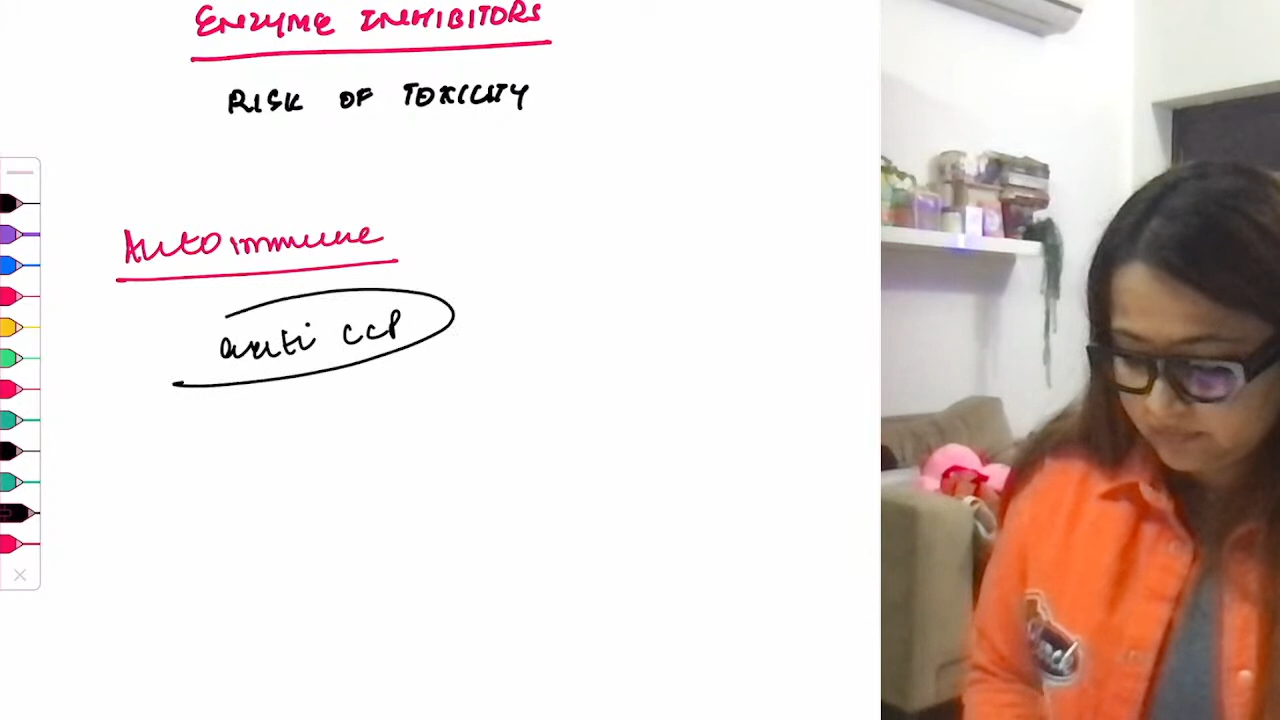 ENZYME INHIBITORS
RISK OF TOXICITY
Autoimmune
anti CCP